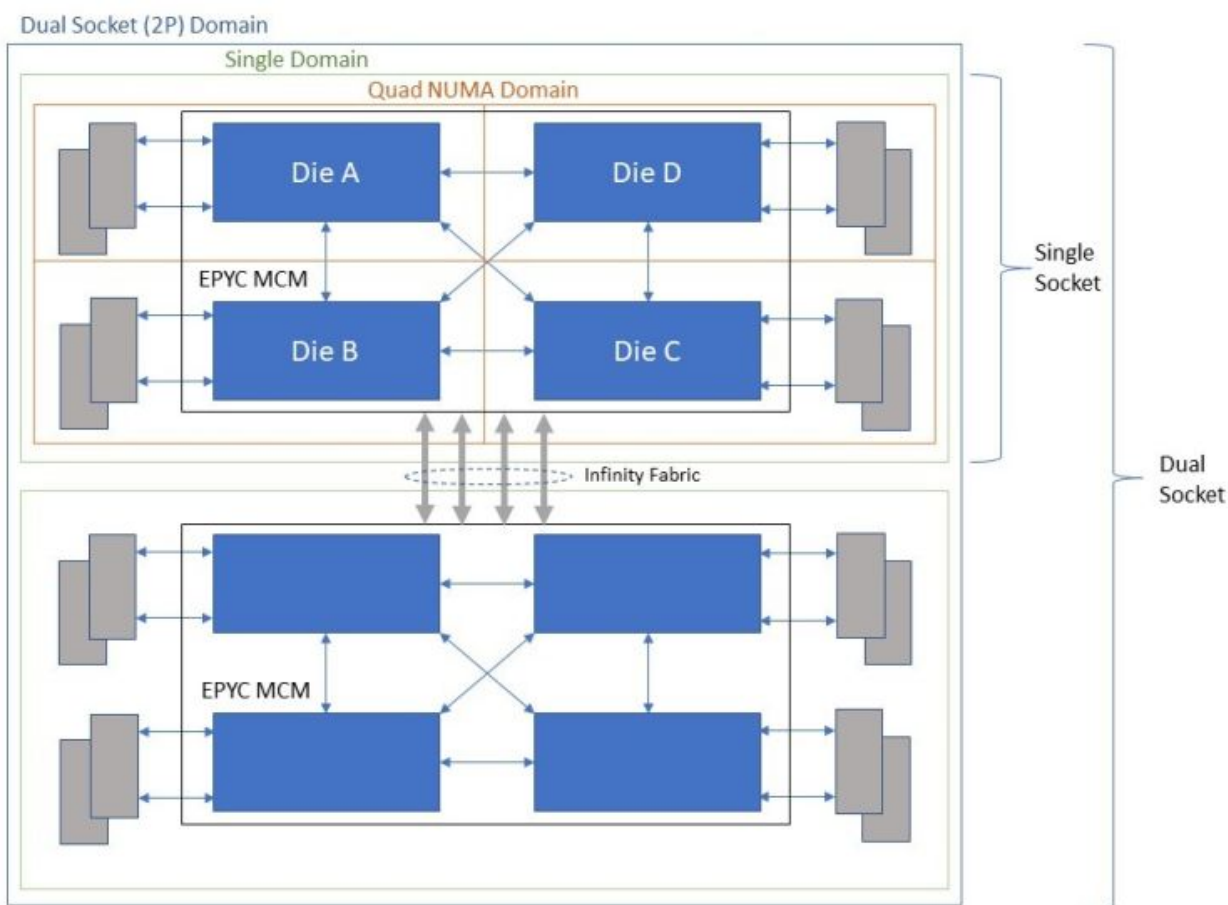 Dual Socket (2P) Domain
Single Domain
Quad NUMA Domain
Die A
Die D
EPYC MCM
Single
Socket
Die B
Die C
Infinity Fabric
Dual
Socket
EPYC MCM